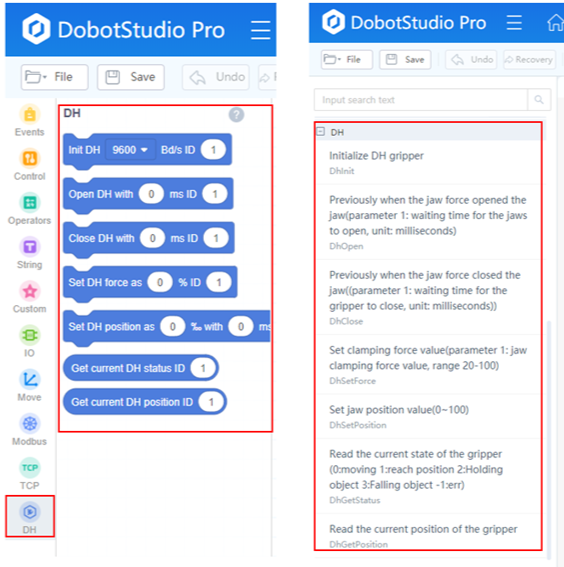 DobotStudio Pro
File
Save
Undo
Events
Control
Operators
String
Custom
IO
Move
Modbus
TCP
TCP
DH
DH
?
Init DH 9600 Bd/s ID 1
Open DH with 0 ms ID 1
Close DH with 0 ms ID 1
Set DH force as 0 % ID 1
Set DH position as 0 ‰ with 0 ms
Get current DH status ID 1
Get current DH position ID 1
DobotStudio Pro
File
Save
Undo
Recovery
Input search text
DH
Initialize DH gripper
DhInit
Previously when the jaw force opened the
jaw(parameter 1: waiting time for the jaws
to open, unit: milliseconds)
DhOpen
Previously when the jaw force closed the
jaw((parameter 1: waiting time for the
gripper to close, unit: milliseconds))
DhClose
Set clamping force value(parameter 1: jaw
clamping force value, range 20-100)
DhSetForce
Set jaw position value(0~100)
DhSetPosition
Read the current state of the gripper
(0:moving 1:reach position 2:Holding
object 3:Falling object -1:err)
DhGetStatus
Read the current position of the gripper
DhGetPosition